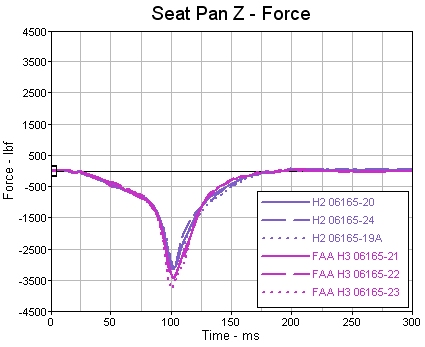 Seat Pan Z - Force
4500
3500
2500
1500
500
-500
-1500
-2500
-3500
-4500
Force - lbf
0 50 100 150 200 250 300
Time - ms
H2 06165-20
H2 06165-24
H2 06165-19A
FAA H3 06165-21
FAA H3 06165-22
FAA H3 06165-23